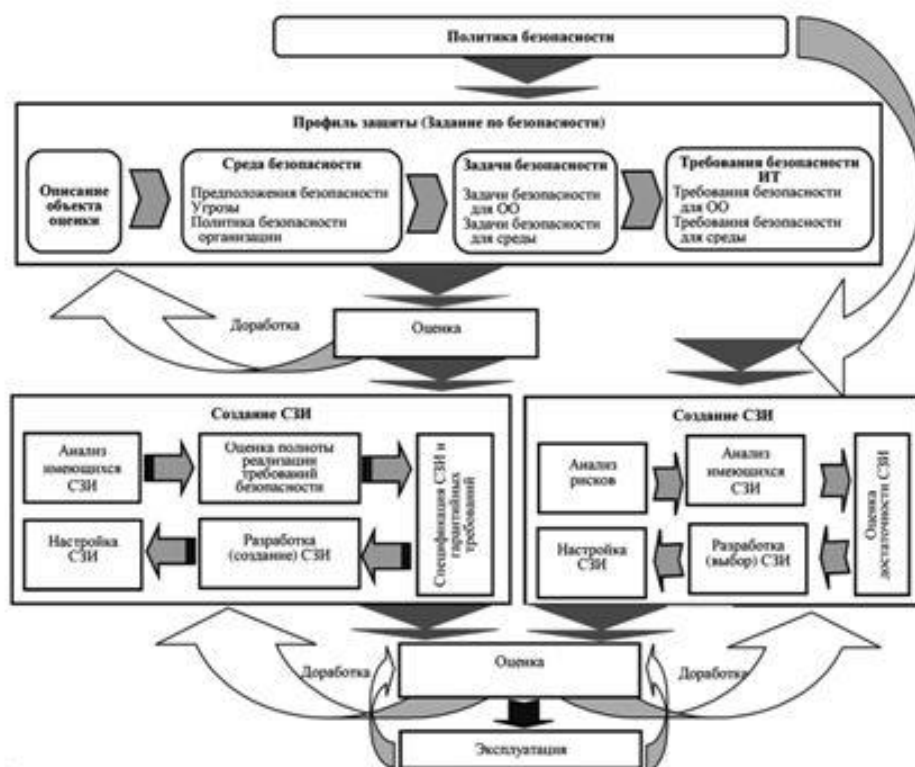 Политика безопасности
Профиль защиты (Задание по безопасности)
Описание
объекта
оценки
Среда безопасности
Предположения безопасности
Угрозы
Политика безопасности
организации
Задачи безопасности
Задачи безопасности
для ОО
Задачи безопасности
для среды
Требования безопасности
ИТ
Требования безопасности
для ОО
Требования безопасности
для среды
Доработка
Оценка
Создание СЗИ
Анализ
имеющихся
СЗИ
Оценка полноты
реализации
требований
безопасности
Спецификация СЗИ и
гарантийных
требований
Настройка
СЗИ
Разработка
(создание) СЗИ
Создание СЗИ
Анализ
рисков
Анализ
имеющихся СЗИ
Оценка
достаточности СЗИ
Настройка
СЗИ
Разработка
(выбор) СЗИ
Доработка
Оценка
Доработка
Эксплуатация